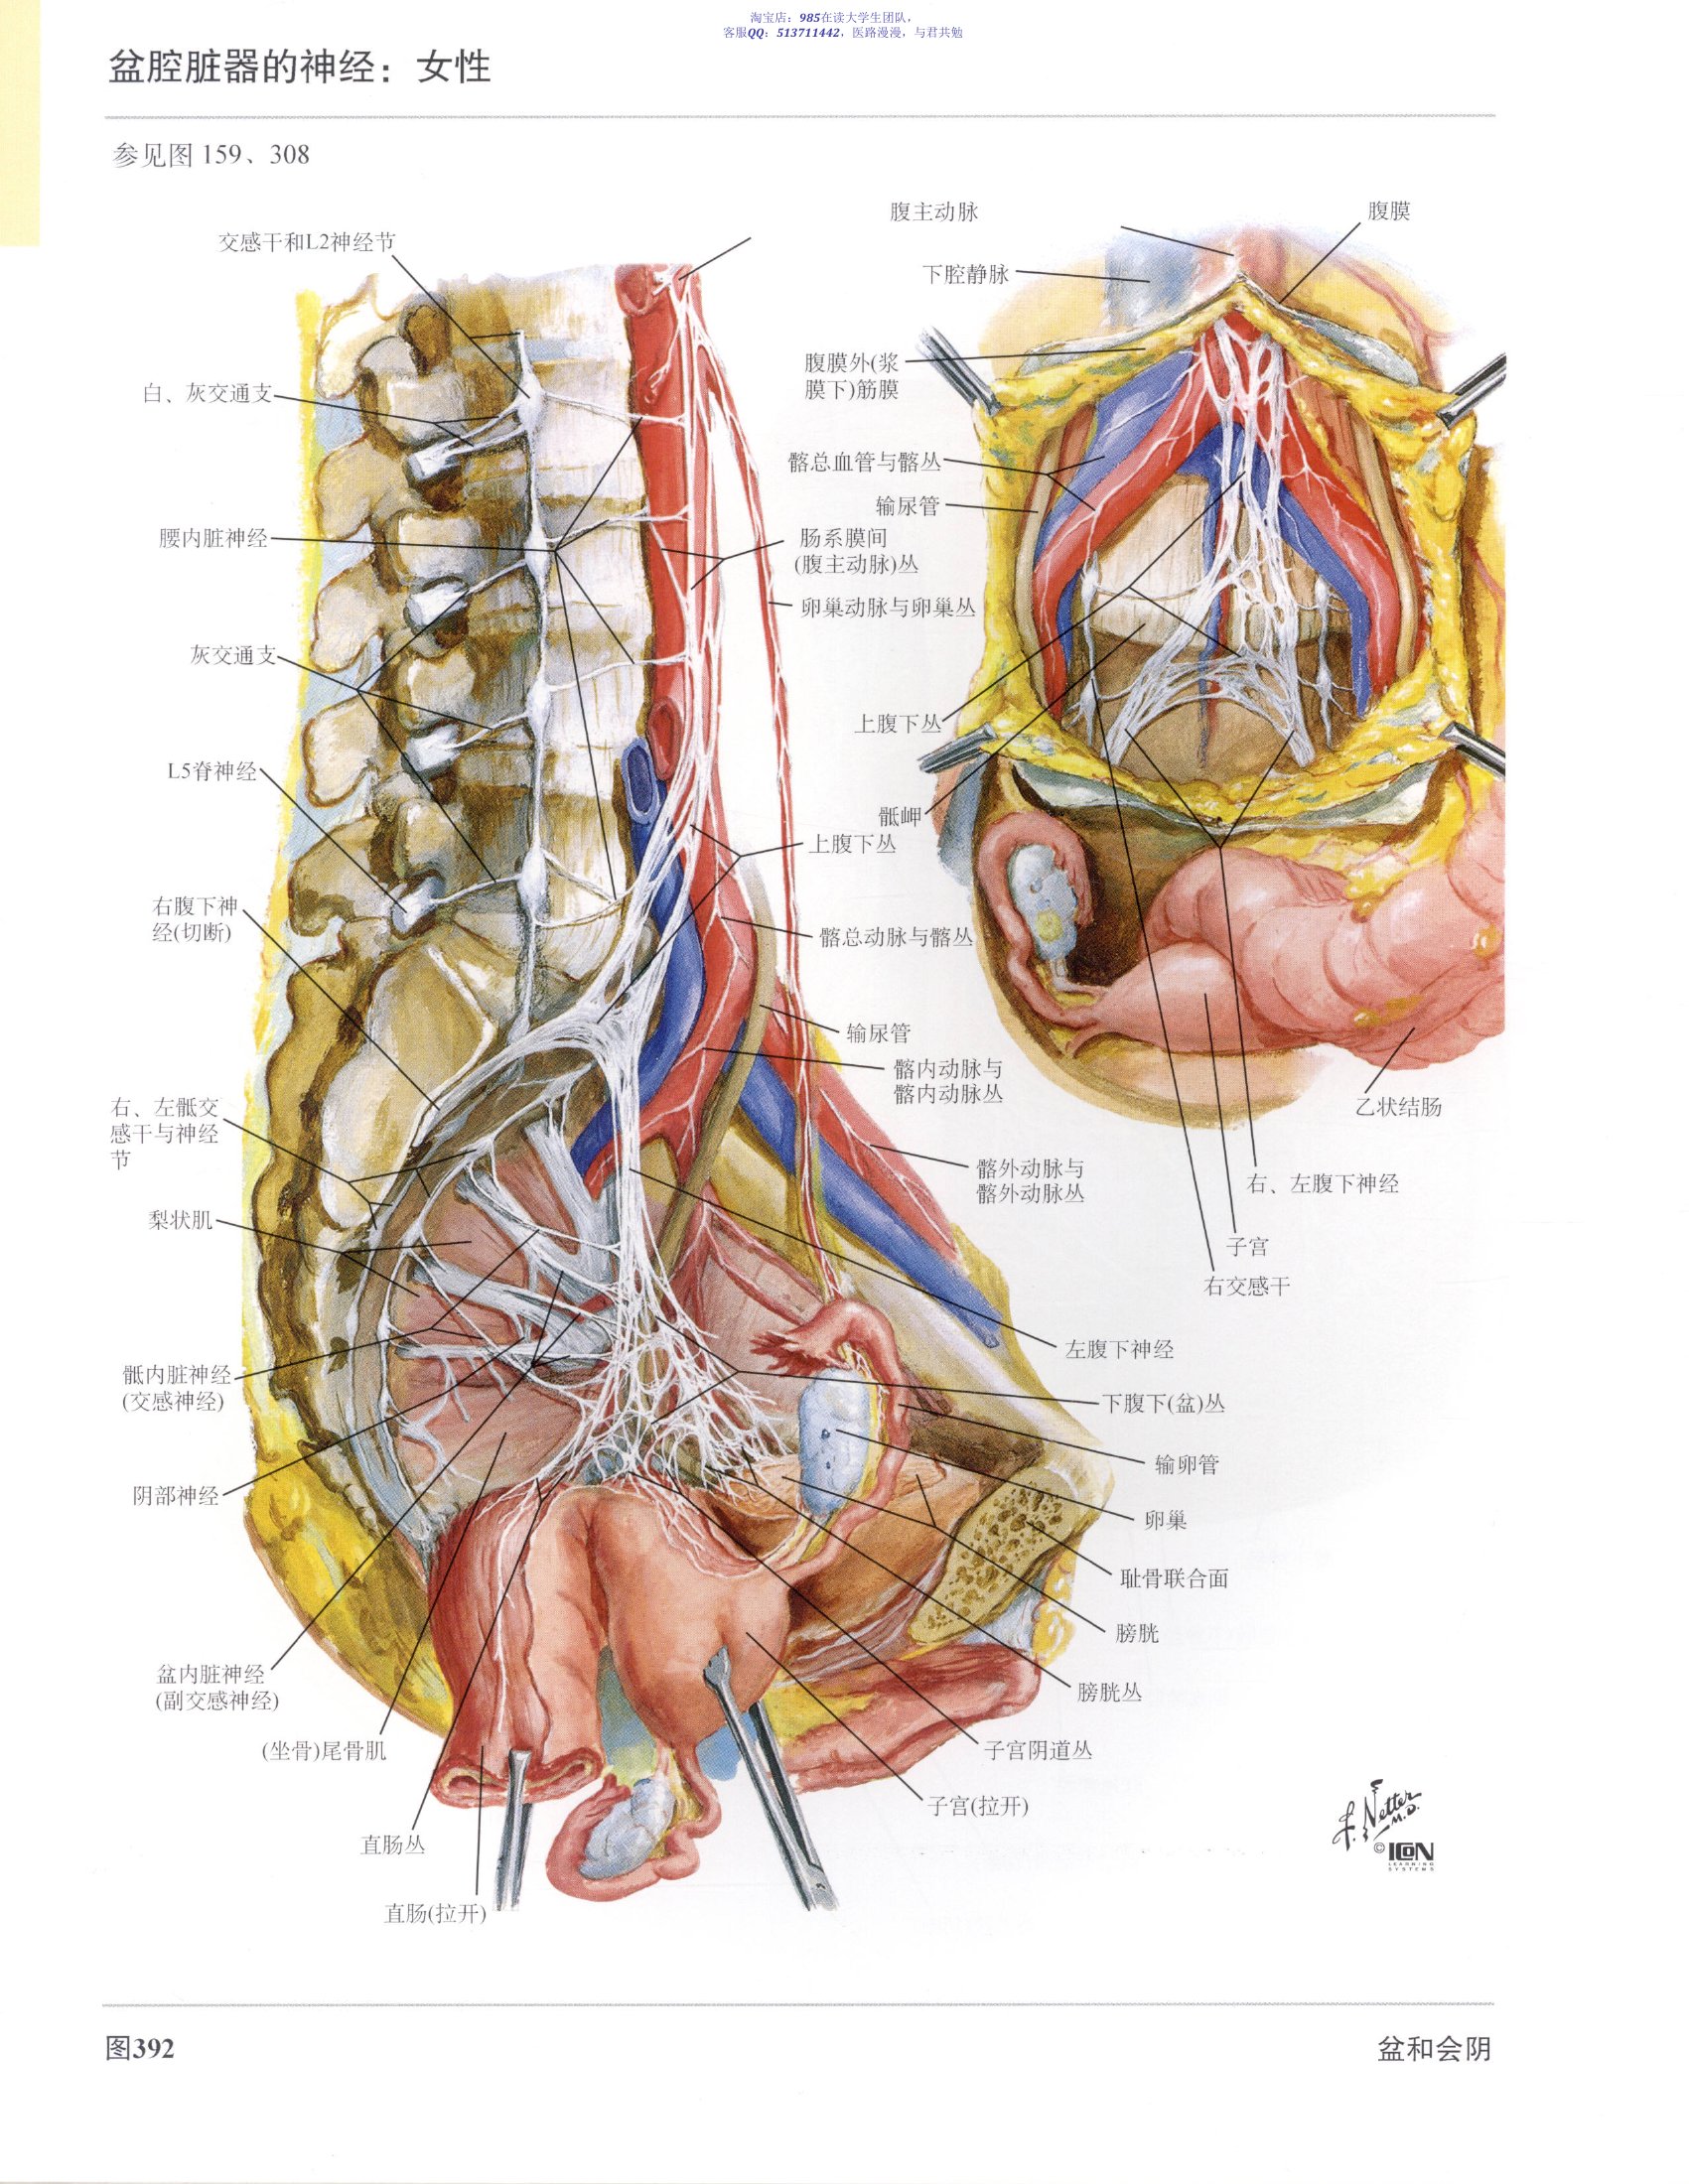 淘宝店：985在读大学生团队，
客服QQ：513711442，医路漫漫，与君共勉
盆腔脏器的神经：女性
参见图 159、308
腹主动脉
腹膜
交感干和L2神经节
下腔静脉
白、灰交通支
腹膜外(浆
膜下)筋膜
髂总血管与髂丛
输尿管
腰内脏神经
肠系膜间
(腹主动脉)丛
卵巢动脉与卵巢丛
灰交通支
上腹下丛
L5脊神经
骶岬
上腹下丛
右腹下神
经(切断)
髂总动脉与髂丛
输尿管
髂内动脉与
髂内动脉丛
乙状结肠
右、左骶交
感干与神经
节
髂外动脉与
髂外动脉丛
右、左腹下神经
梨状肌
子宫
右交感干
左腹下神经
骶内脏神经
(交感神经)
下腹下(盆)丛
输卵管
阴部神经
卵巢
耻骨联合面
膀胱
盆内脏神经
(副交感神经)
膀胱丛
(坐骨)尾骨肌
子宫阴道丛
子宫(拉开)
直肠丛
直肠(拉开)
F. Netter
M.D.
© ICON
LEARNING
SYSTEMS
图392
盆和会阴